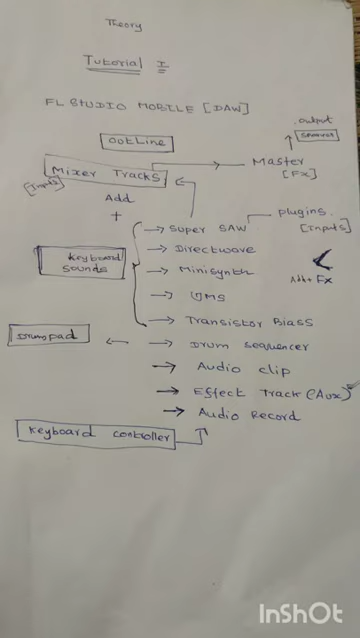 Theory
Tutorial I
FL STUDIO MOBILE [DAW]
output
Speaker
OUTLINE
Mixer Tracks
Master
[Fx]
[Inputs]
Add
+
Super SAW
plugins
[Inputs]
Directwave
Keyboard
Sounds
Minisynth
Add+ Fx
GMS
Transistor Bass
Drumpad
Drum Sequencer
Audio clip
Effect Track (Aux)
Audio Record
Keyboard controller
InShOt